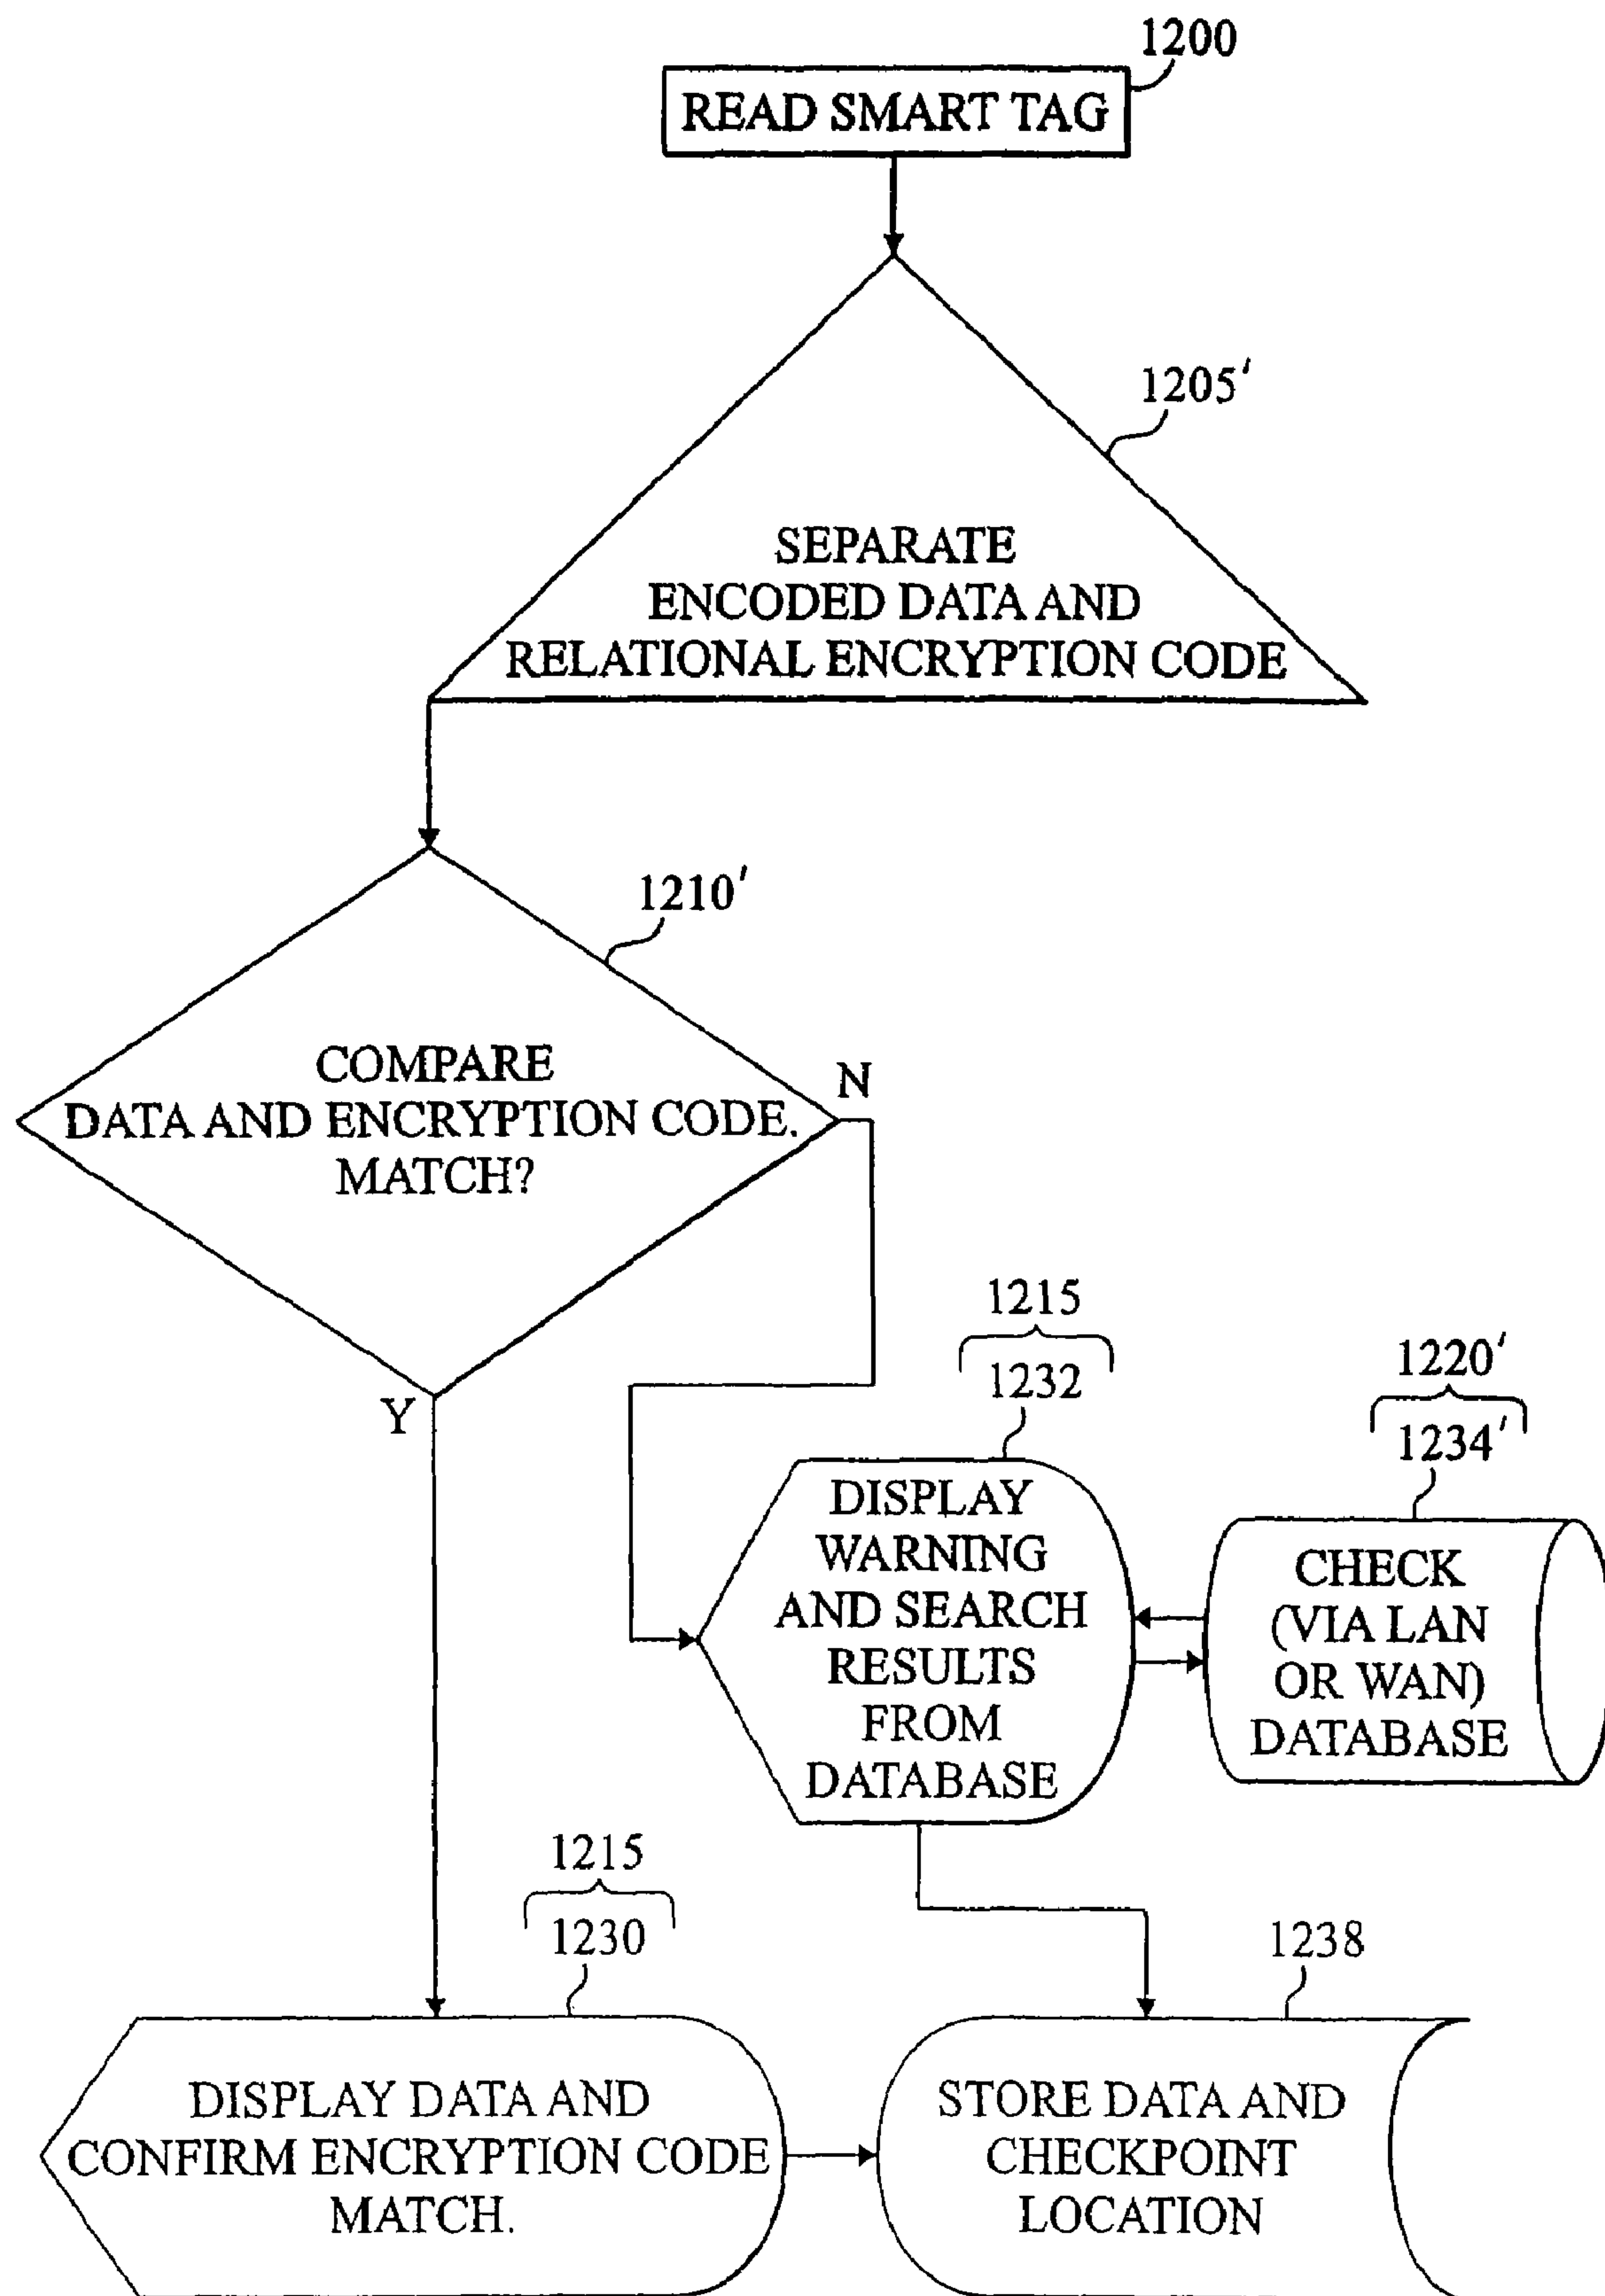 1200
READ SMART TAG
1205'
SEPARATE
ENCODED DATA AND
RELATIONAL ENCRYPTION CODE
1210'
COMPARE
DATA AND ENCRYPTION CODE.
MATCH?
N
Y
1215
1232
DISPLAY
WARNING
AND SEARCH
RESULTS
FROM
DATABASE
1220'
1234'
CHECK
(VIA LAN
OR WAN)
DATABASE
1215
1230
DISPLAY DATA AND
CONFIRM ENCRYPTION CODE
MATCH.
1238
STORE DATA AND
CHECKPOINT
LOCATION